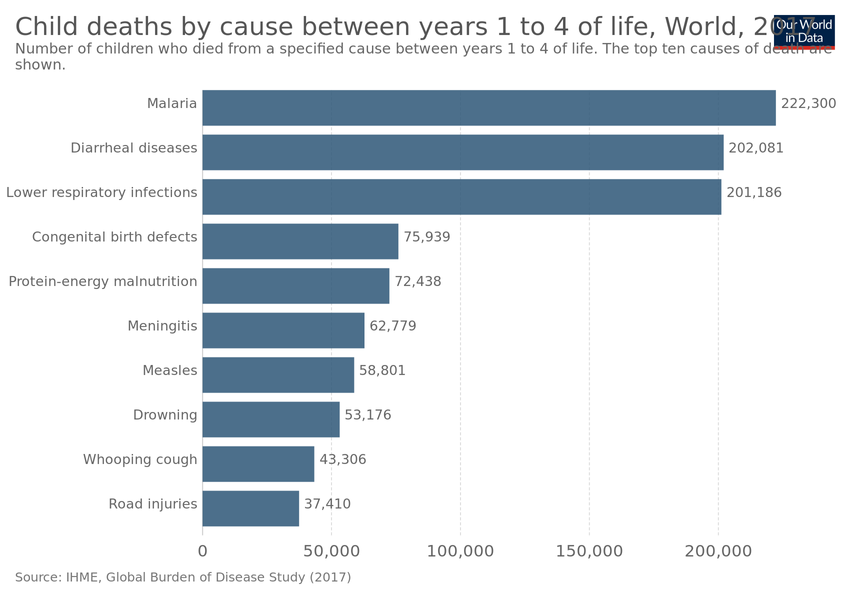 Child deaths by cause between years 1 to 4 of life, World, 2017
Our World
in Data
Number of children who died from a specified cause between years 1 to 4 of life. The top ten causes of death are
shown.
Malaria 222,300
Diarrheal diseases 202,081
Lower respiratory infections 201,186
Congenital birth defects 75,939
Protein-energy malnutrition 72,438
Meningitis 62,779
Measles 58,801
Drowning 53,176
Whooping cough 43,306
Road injuries 37,410
0 50,000 100,000 150,000 200,000
Source: IHME, Global Burden of Disease Study (2017)